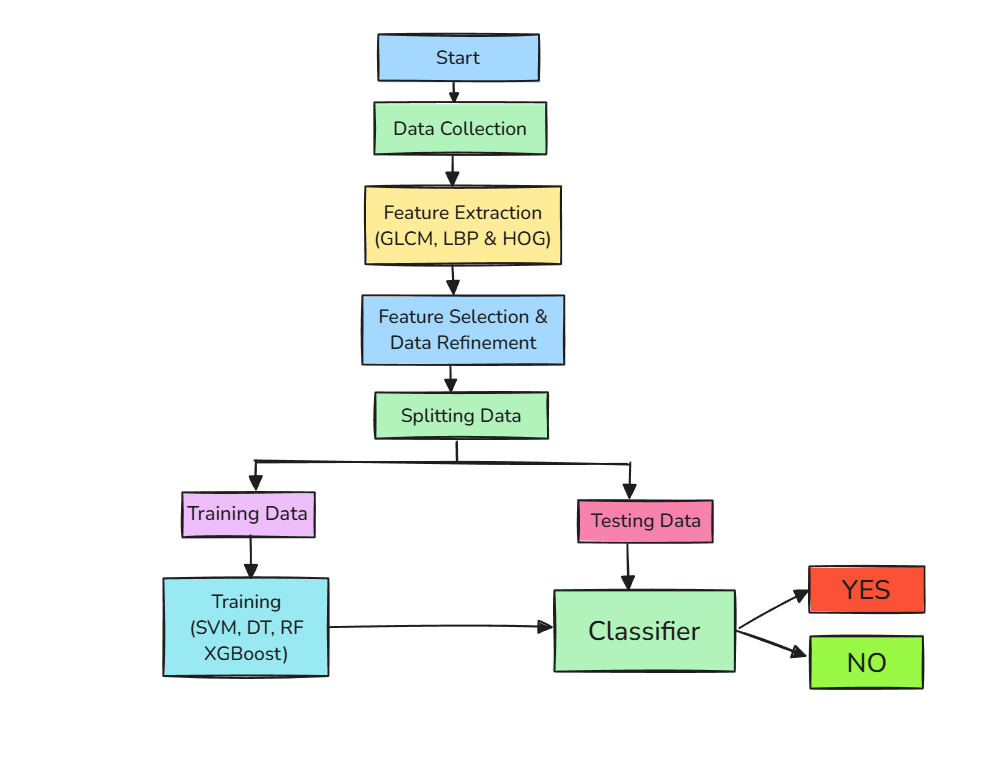 Start
Data Collection
Feature Extraction
(GLCM, LBP & HOG)
Feature Selection &
Data Refinement
Splitting Data
Training Data
Testing Data
Training
(SVM, DT, RF
XGBoost)
Classifier
YES
NO